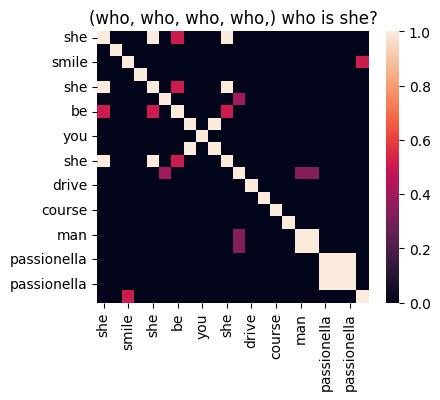 (who, who, who, who,) who is she?
she
smile
she
be
you
she
drive
course
man
passionella
passionella
1.0
0.8
0.6
0.4
0.2
0.0
she
smile
she
be
you
she
drive
course
man
passionella
passionella